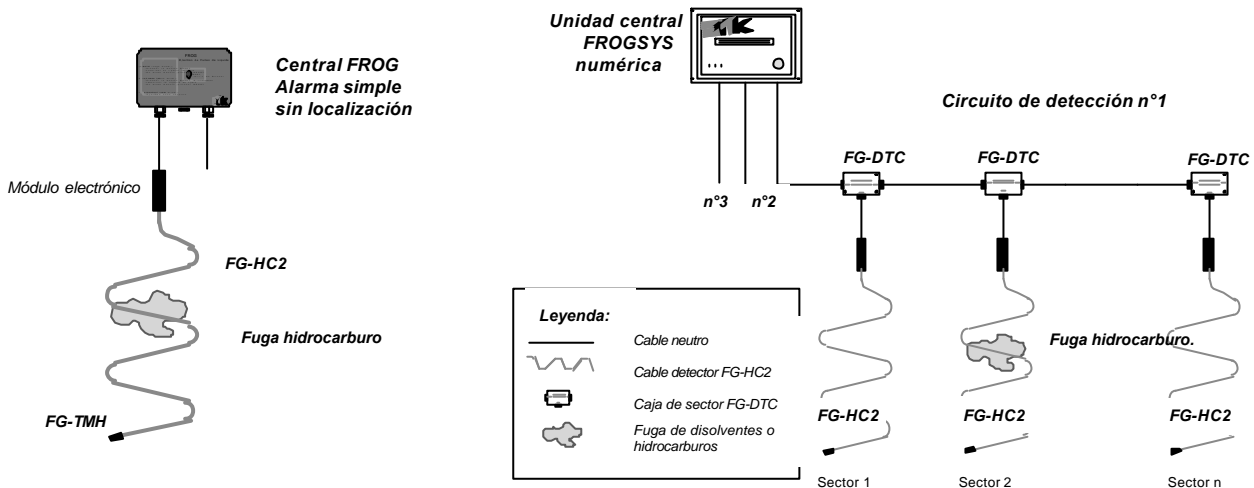 Central FROG
Alarma simple
sin localización
Módulo electrónico
FG-HC2
Fuga hidrocarburo
FG-TMH
Unidad central
FROGSYS
numérica
Circuito de detección n°1
FG-DTC
FG-DTC
FG-DTC
n°3
n°2
Leyenda:
Cable neutro
Cable detector FG-HC2
Caja de sector FG-DTC
Fuga de disolventes o
hidrocarburos
Fuga hidrocarburo.
FG-HC2
FG-HC2
FG-HC2
Sector 1
Sector 2
Sector n
FROG